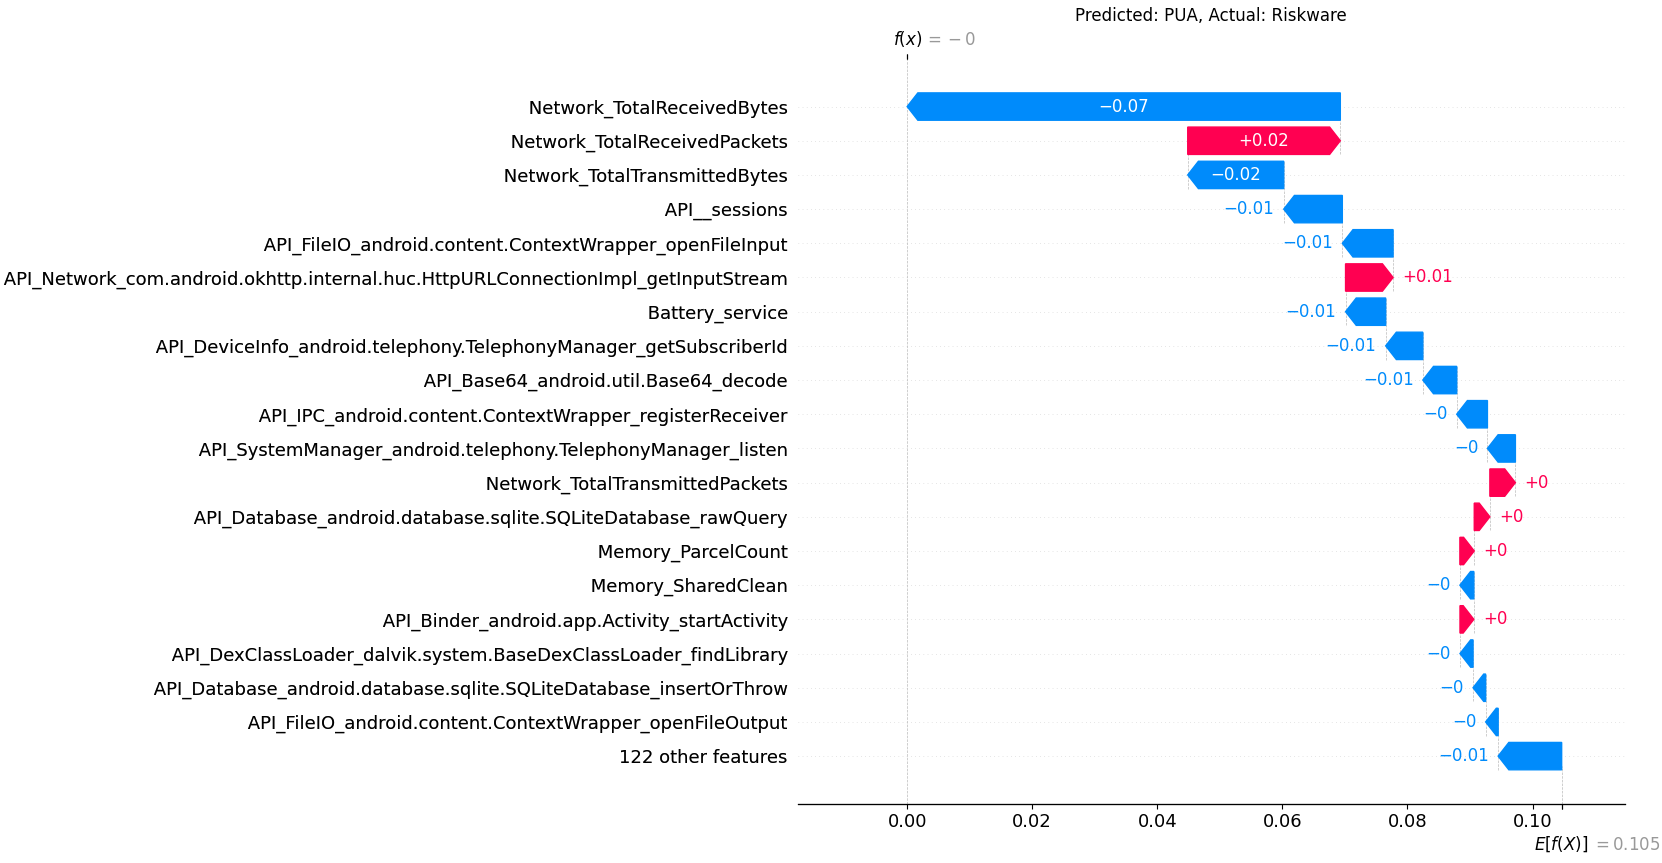 Predicted: PUA, Actual: Riskware
f(x) = −0
Network_TotalReceivedBytes −0.07
Network_TotalReceivedPackets +0.02
Network_TotalTransmittedBytes −0.02
API__sessions −0.01
API_FileIO_android.content.ContextWrapper_openFileInput −0.01
API_Network_com.android.okhttp.internal.huc.HttpURLConnectionImpl_getInputStream +0.01
Battery_service −0.01
API_DeviceInfo_android.telephony.TelephonyManager_getSubscriberId −0.01
API_Base64_android.util.Base64_decode −0.01
API_IPC_android.content.ContextWrapper_registerReceiver −0
API_SystemManager_android.telephony.TelephonyManager_listen −0
Network_TotalTransmittedPackets +0
API_Database_android.database.sqlite.SQLiteDatabase_rawQuery +0
Memory_ParcelCount +0
Memory_SharedClean −0
API_Binder_android.app.Activity_startActivity +0
API_DexClassLoader_dalvik.system.BaseDexClassLoader_findLibrary −0
API_Database_android.database.sqlite.SQLiteDatabase_insertOrThrow −0
API_FileIO_android.content.ContextWrapper_openFileOutput −0
122 other features −0.01
0.00 0.02 0.04 0.06 0.08 0.10
E[f(X)] = 0.105